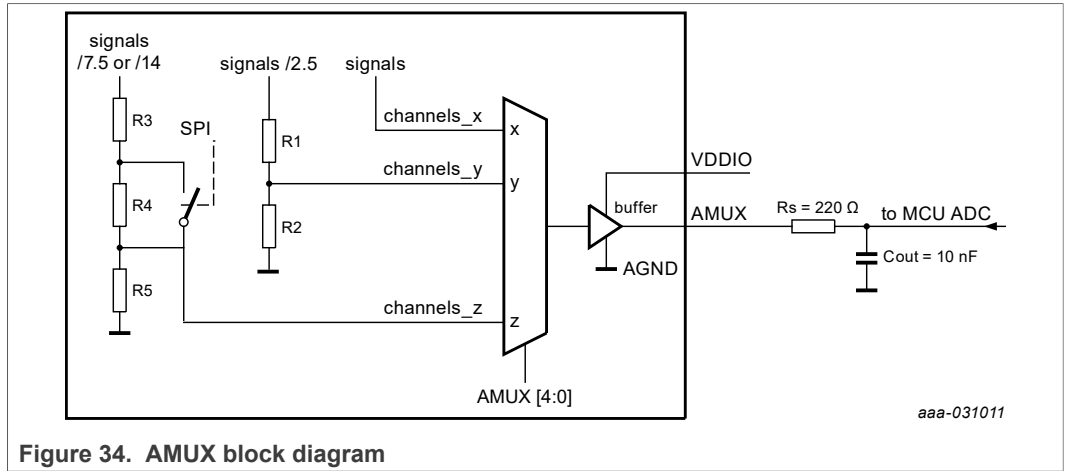 signals
/7.5 or /14
signals /2.5
signals
R3
SPI
R1
channels_x
x
channels_y
y
VDDIO
R4
R2
buffer
AMUX
Rs = 220 Ω
to MCU ADC
AGND
Cout = 10 nF
R5
channels_z
z
AMUX [4:0]
aaa-031011
Figure 34. AMUX block diagram